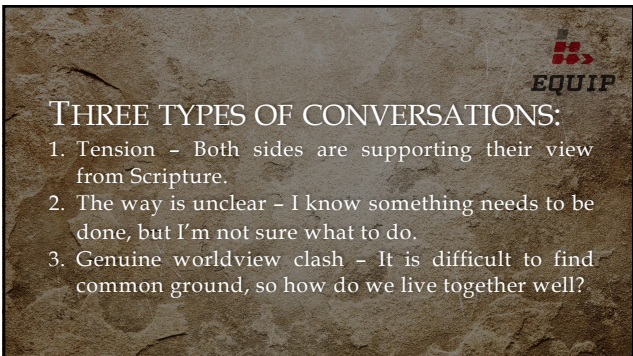 EQUIP
THREE TYPES OF CONVERSATIONS:
1. Tension – Both sides are supporting their view
from Scripture.
2. The way is unclear – I know something needs to be
done, but I'm not sure what to do.
3. Genuine worldview clash – It is difficult to find
common ground, so how do we live together well?